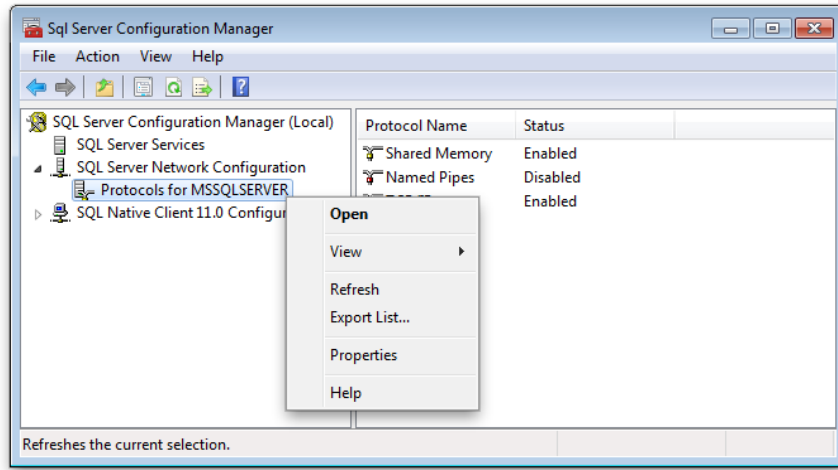 Sql Server Configuration Manager
File Action View Help
SQL Server Configuration Manager (Local)
SQL Server Services
SQL Server Network Configuration
Protocols for MSSQLSERVER
SQL Native Client 11.0 Configur
Protocol Name Status
Shared Memory Enabled
Named Pipes Disabled
Enabled
Open
View
Refresh
Export List...
Properties
Help
Refreshes the current selection.